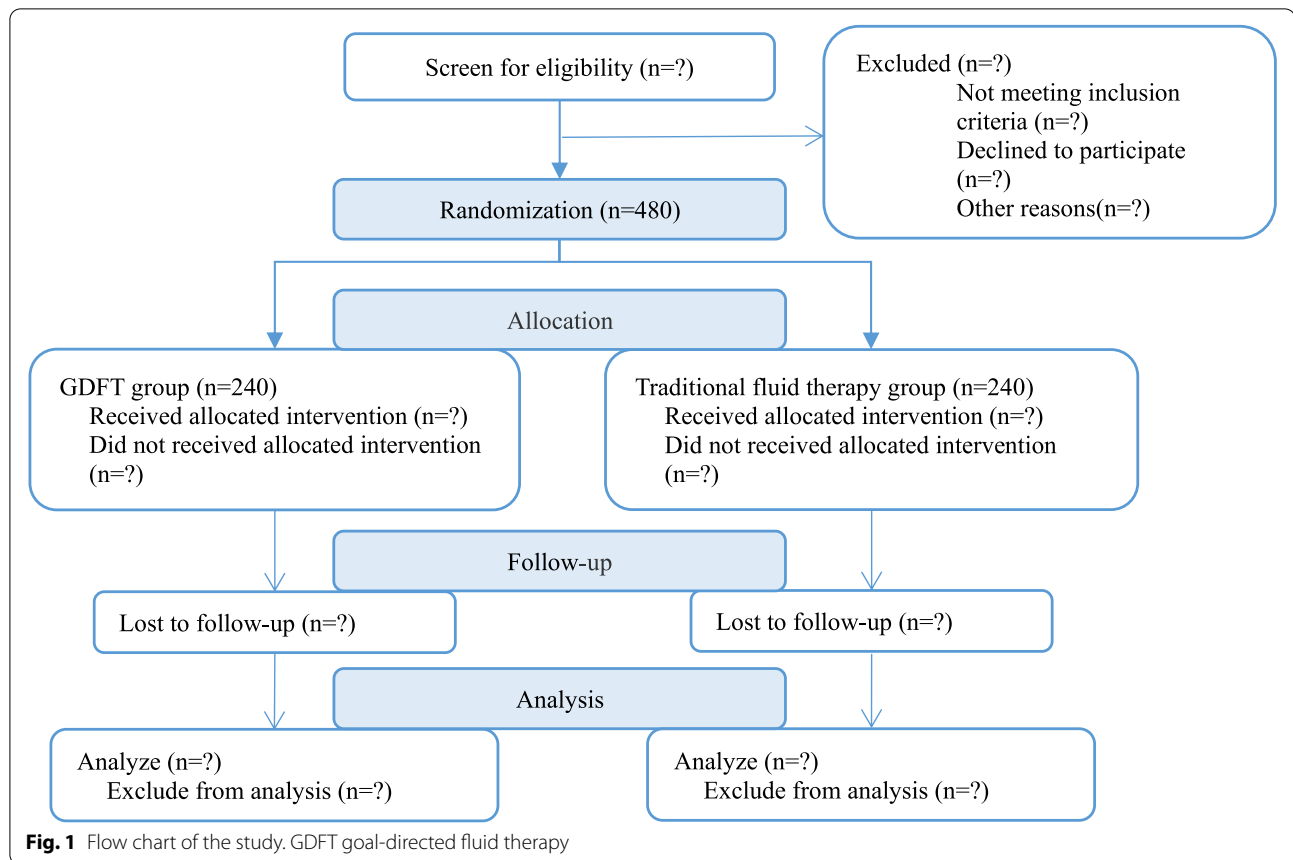 Screen for eligibility (n=?)
Excluded (n=?)
Not meeting inclusion
criteria (n=?)
Declined to participate
(n=?)
Other reasons(n=?)
Randomization (n=480)
Allocation
GDFT group (n=240)
Received allocated intervention (n=?)
Did not received allocated intervention
(n=?)
Traditional fluid therapy group (n=240)
Received allocated intervention (n=?)
Did not received allocated intervention
(n=?)
Follow-up
Lost to follow-up (n=?)
Lost to follow-up (n=?)
Analysis
Analyze (n=?)
Exclude from analysis (n=?)
Analyze (n=?)
Exclude from analysis (n=?)
Fig. 1 Flow chart of the study. GDFT goal-directed fluid therapy